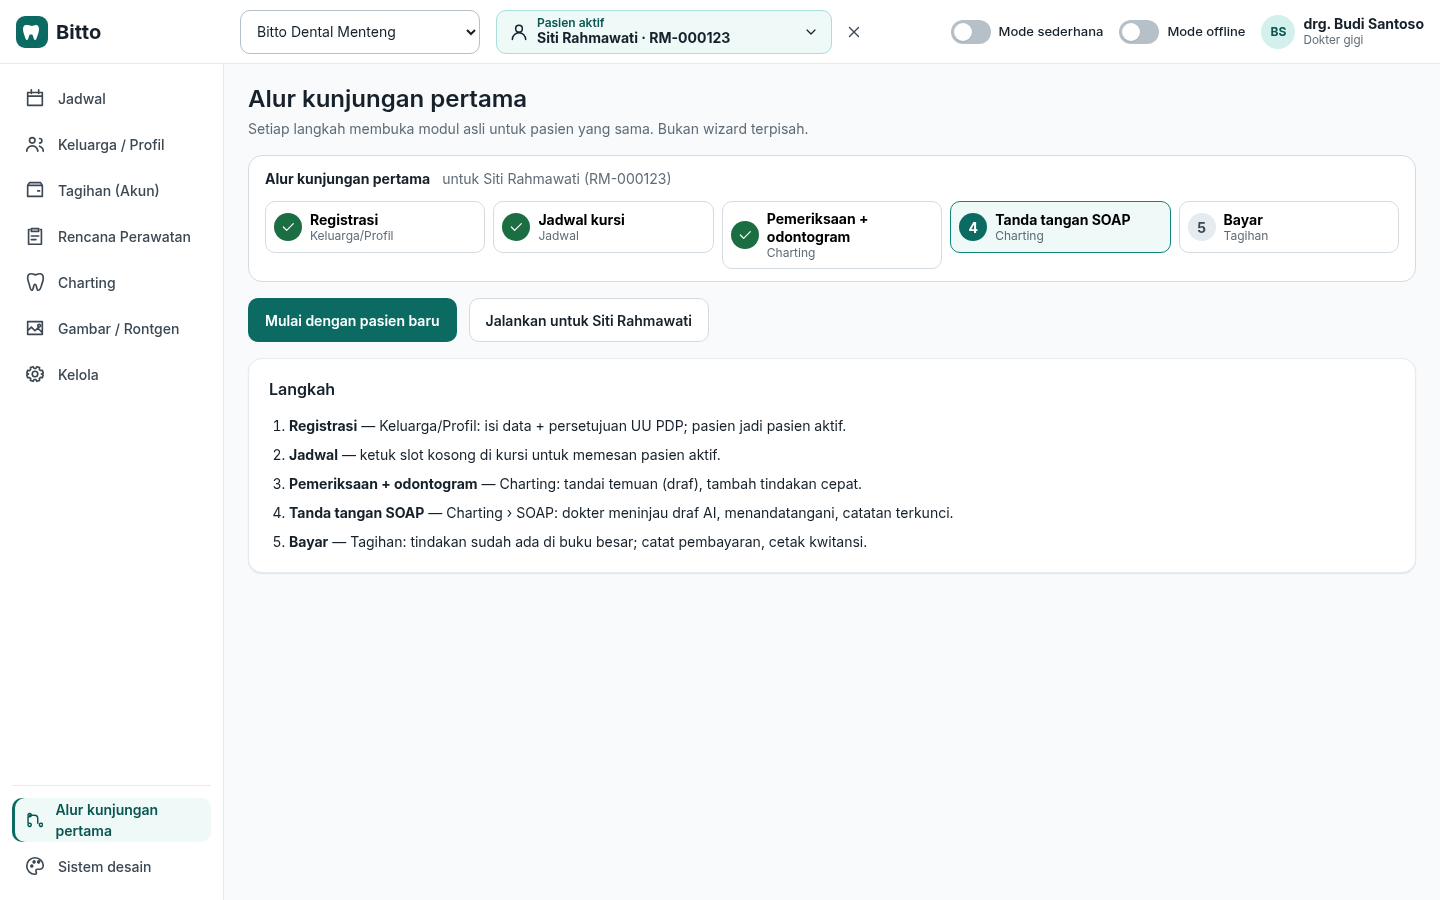 Bitto
Bitto Dental Menteng
Pasien aktif
Siti Rahmawati · RM-000123
Mode sederhana
Mode offline
BS
drg. Budi Santoso
Dokter gigi
Jadwal
Keluarga / Profil
Tagihan (Akun)
Rencana Perawatan
Charting
Gambar / Rontgen
Kelola
Alur kunjungan
pertama
Sistem desain
Alur kunjungan pertama
Setiap langkah membuka modul asli untuk pasien yang sama. Bukan wizard terpisah.
Alur kunjungan pertama untuk Siti Rahmawati (RM-000123)
Registrasi
Keluarga/Profil
Jadwal kursi
Jadwal
Pemeriksaan +
odontogram
Charting
4
Tanda tangan SOAP
Charting
5
Bayar
Tagihan
Mulai dengan pasien baru
Jalankan untuk Siti Rahmawati
Langkah
1. Registrasi — Keluarga/Profil: isi data + persetujuan UU PDP; pasien jadi pasien aktif.
2. Jadwal — ketuk slot kosong di kursi untuk memesan pasien aktif.
3. Pemeriksaan + odontogram — Charting: tandai temuan (draf), tambah tindakan cepat.
4. Tanda tangan SOAP — Charting › SOAP: dokter meninjau draf AI, menandatangani, catatan terkunci.
5. Bayar — Tagihan: tindakan sudah ada di buku besar; catat pembayaran, cetak kwitansi.